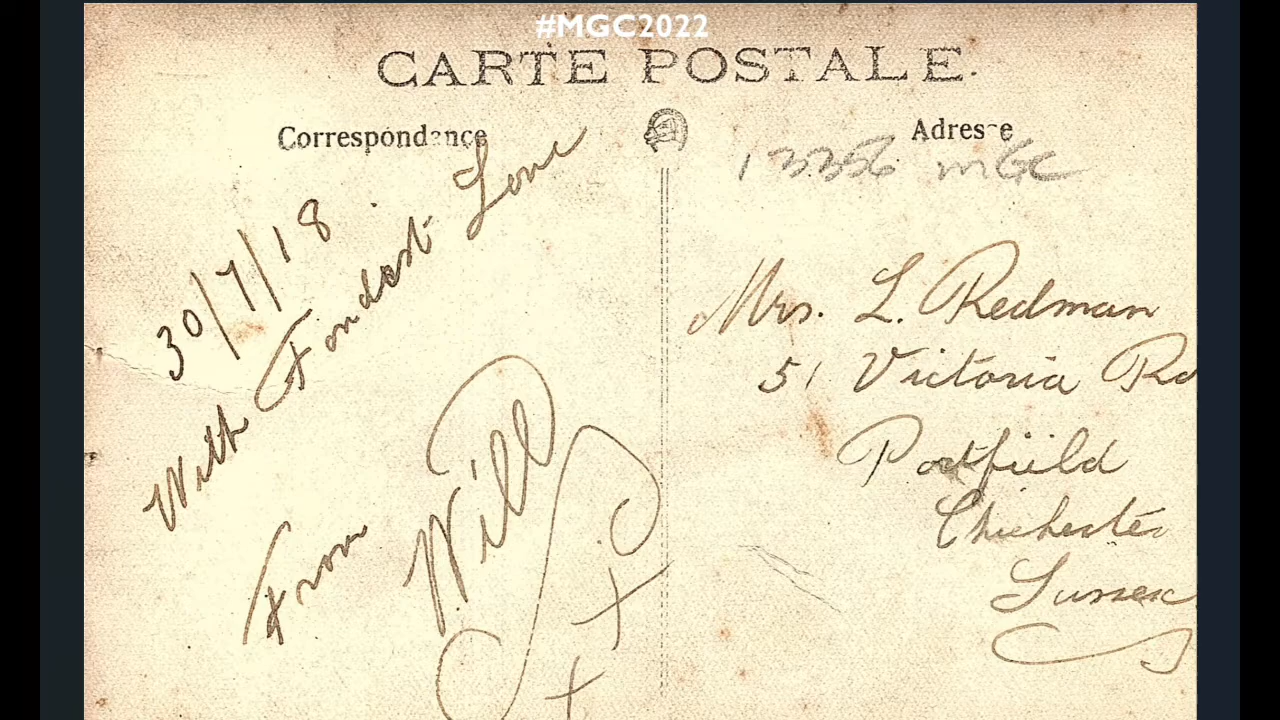 #MGC2022
CARTE POSTALE.
Correspondance
Adresse
13356 MGC
30/7/18
With Fondest Love
From Will
Mrs. L. Redman
51 Victoria Rd
Portfield
Chichester
Sussex